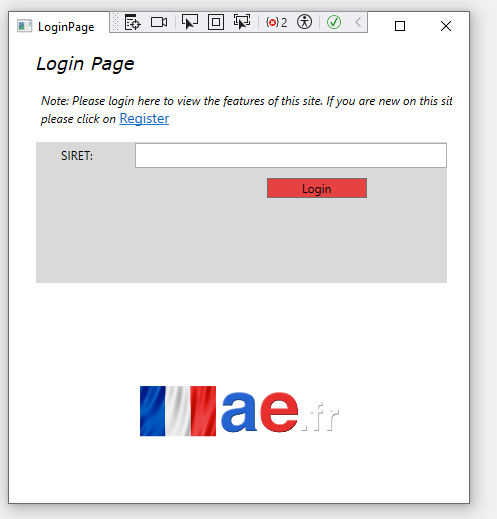 LoginPage
2
Login Page
Note: Please login here to view the features of this site. If you are new on this sit
please click on Register
SIRET:
Login
ae.fr